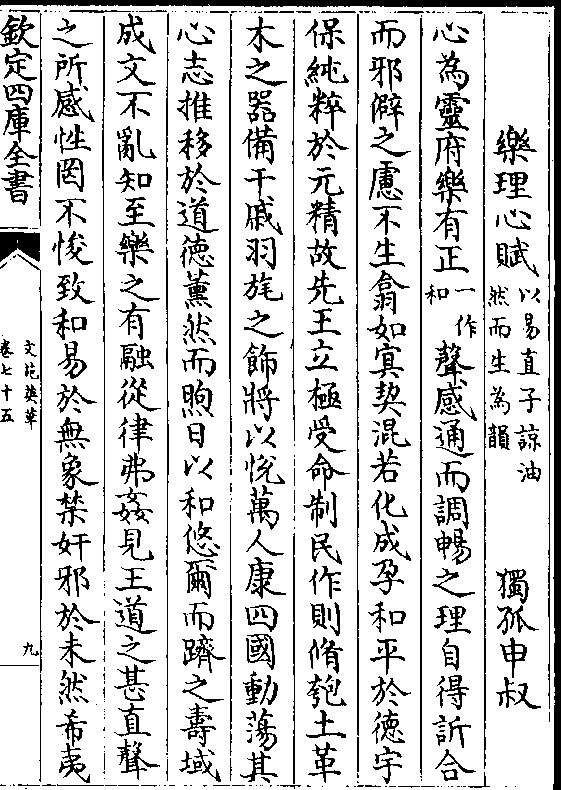 樂理心賦 以易直子諒油然而生為韻 獨孤申叔
心為靈府樂有正一作和聲感通而調暢之理自得訢合
而邪僻之慮不生翕如㝠契混若化成孕和平於德宇
保純粹於元精故先王立極受命制民作則脩匏土革
木之器備干戚羽旄之飾將以悅萬人康四國動蕩其
心志推移於道德薫然而煦日以和悠爾而躋之壽域
成文不亂知至樂之有融從律弗姦見王道之甚直聲
之所感性罔不悛致和易於無象禁奸邪於未然希夷
欽定四庫全書
文苑英華
卷七十五
九